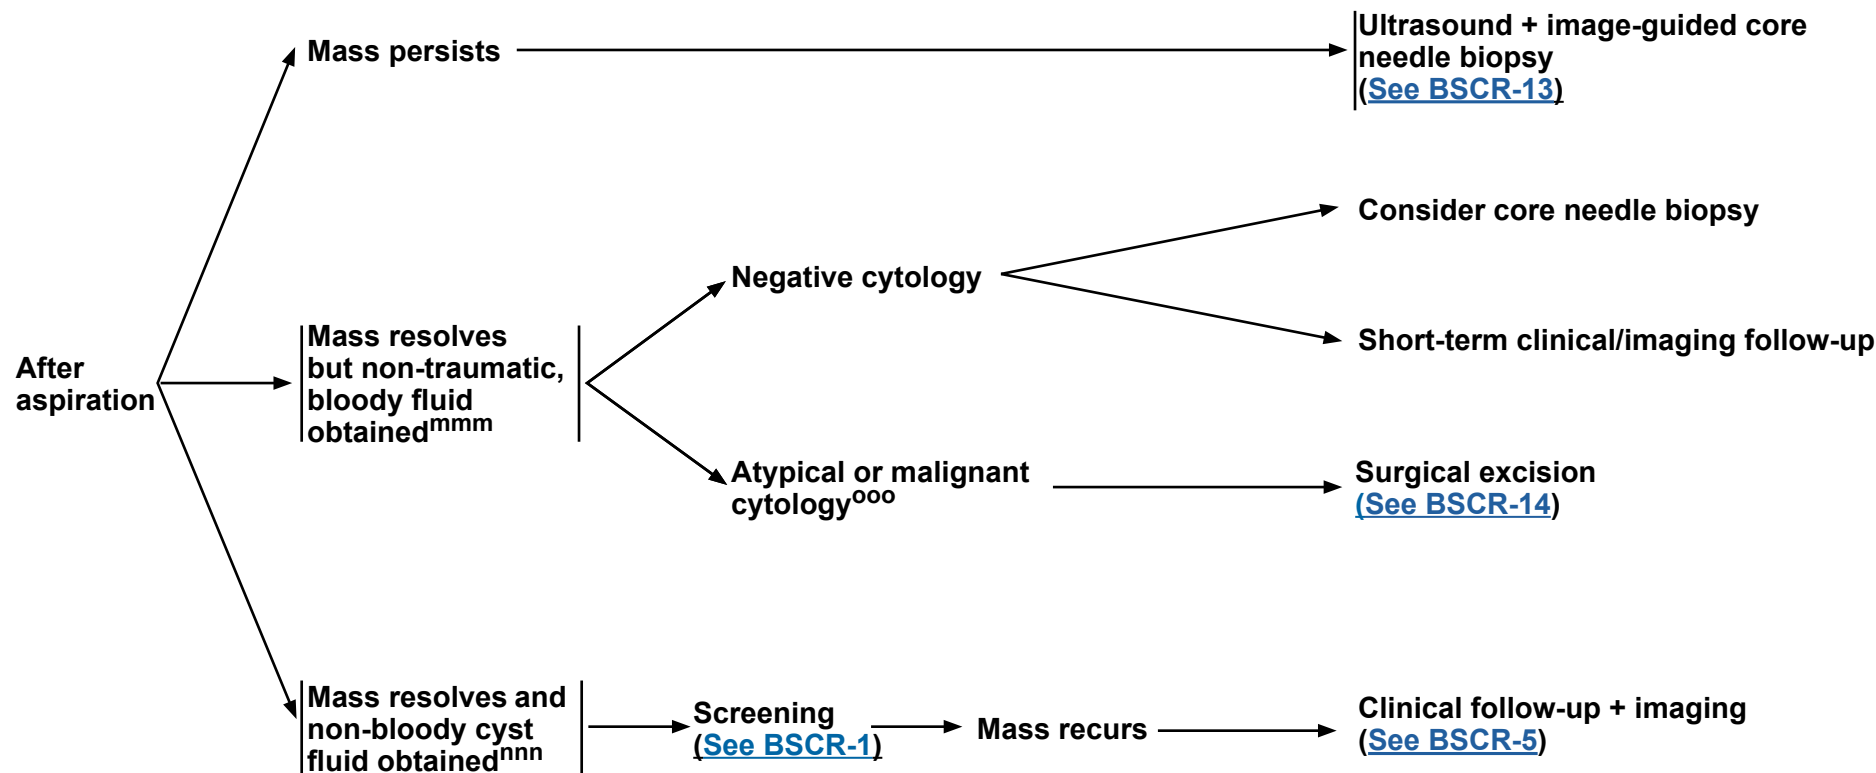 Mass persists
Ultrasound + image-guided core
needle biopsy
(See BSCR-13)
After
aspiration
Mass resolves
but non-traumatic,
bloody fluid
obtainedmmm
Negative cytology
Consider core needle biopsy
Short-term clinical/imaging follow-up
Atypical or malignant
cytologyooo
Surgical excision
(See BSCR-14)
Mass resolves and
non-bloody cyst
fluid obtainednnn
Screening
(See BSCR-1)
Mass recurs
Clinical follow-up + imaging
(See BSCR-5)